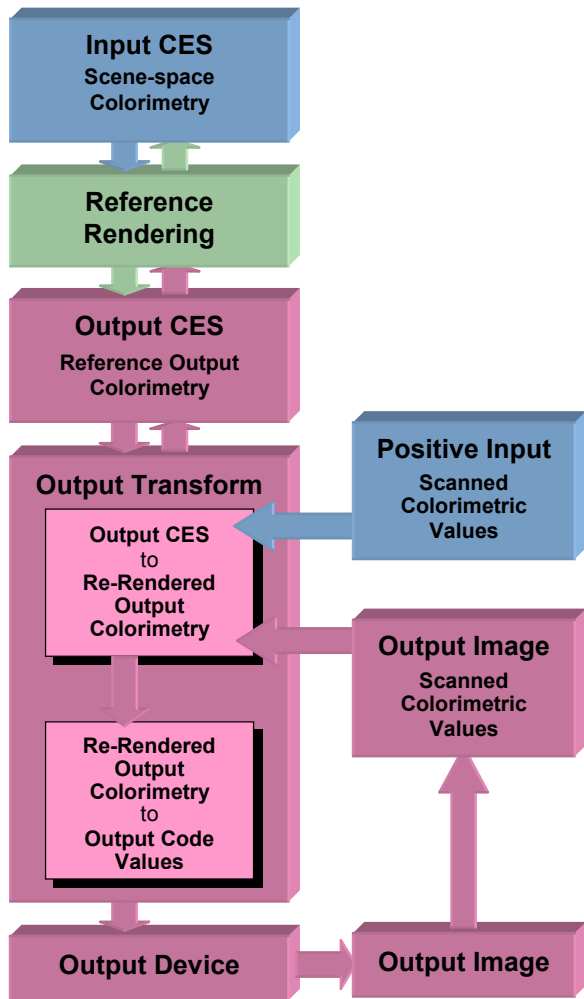 Input CES
Scene-space
Colorimetry
Reference
Rendering
Output CES
Reference Output
Colorimetry
Output Transform
Output CES
to
Re-Rendered
Output
Colorimetry
Re-Rendered
Output
Colorimetry
to
Output Code
Values
Output Device
Positive Input
Scanned
Colorimetric
Values
Output Image
Scanned
Colorimetric
Values
Output Image